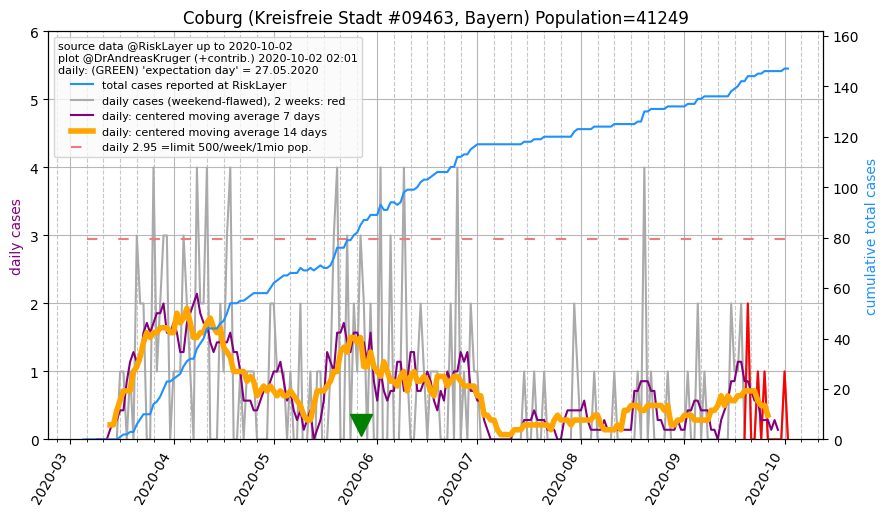 Coburg (Kreisfreie Stadt #09463, Bayern) Population=41249
source data @RiskLayer up to 2020-10-02
plot @DrAndreasKruger (+contrib.) 2020-10-02 02:01
daily: (GREEN) 'expectation day' = 27.05.2020
total cases reported at RiskLayer
daily cases (weekend-flawed), 2 weeks: red
daily: centered moving average 7 days
daily: centered moving average 14 days
daily 2.95 =limit 500/week/1mio pop.
daily cases
6
5
4
3
2
1
0
cumulative total cases
160
140
120
100
80
60
40
20
0
2020-03
2020-04
2020-05
2020-06
2020-07
2020-08
2020-09
2020-10